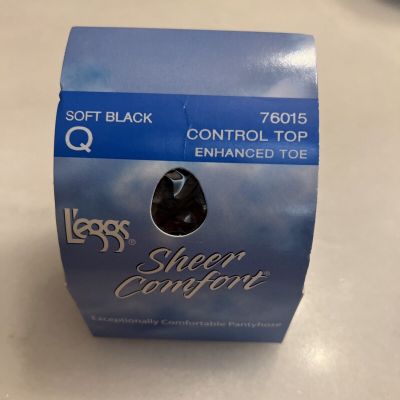 SOFT BLACK
Q
76015
CONTROL TOP
ENHANCED TOE
L'eggs®
Sheer
Comfort®
Exceptionally Comfortable Pantyhose